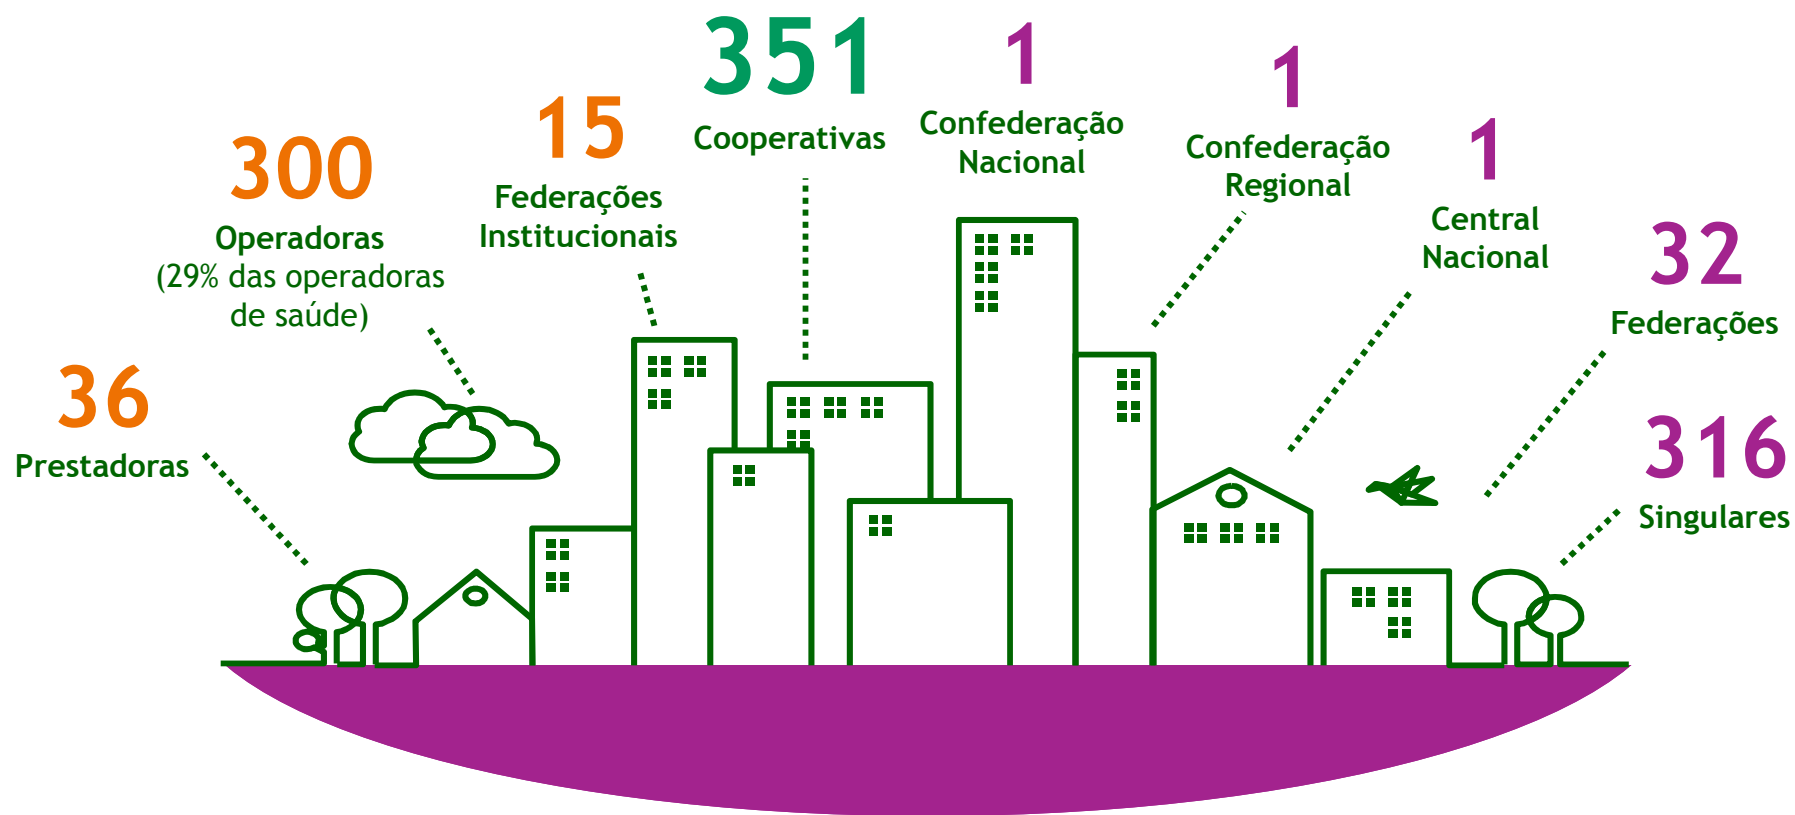 36
Prestadoras
300
Operadoras
(29% das operadoras
de saúde)
15
Federações
Institucionais
351
Cooperativas
1
Confederação
Nacional
1
Confederação
Regional
1
Central
Nacional
32
Federações
316
Singulares